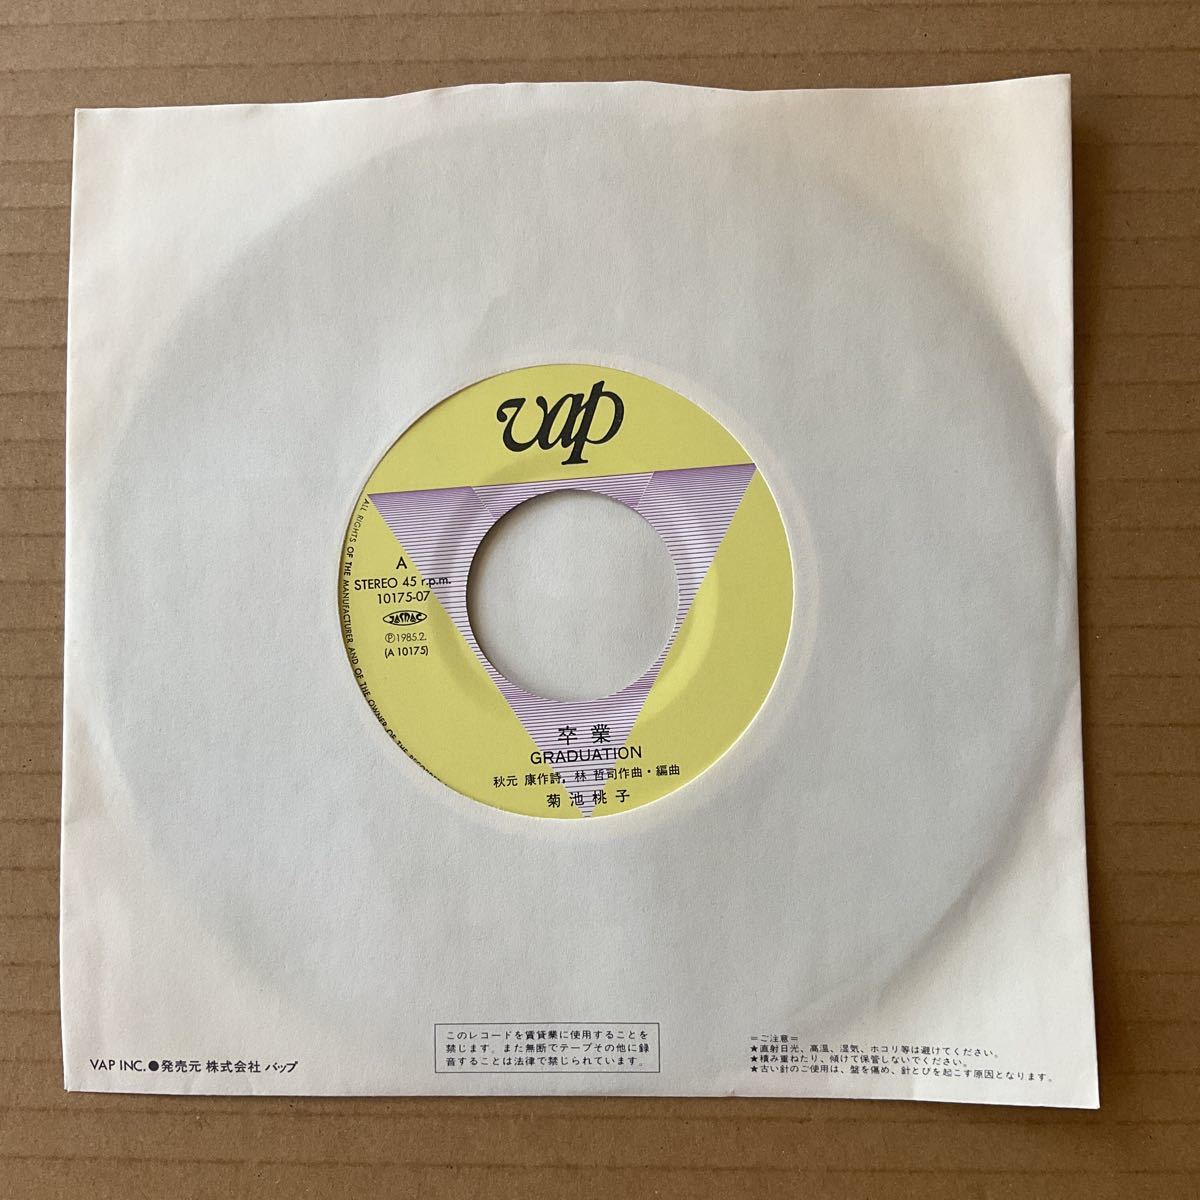 vap
A
STEREO 45 r.p.m.
10175-07
JASRAC
Ⓟ1985.2.
(A 10175)
ALL RIGHTS OF THE MANUFACTURER AND OF THE OWNER OF THE
卒業
GRADUATION
秋元 康作詩, 林 哲司作曲・編曲
菊池桃子
VAP INC.●発売元 株式会社 バップ
このレコードを賃貸業に使用することを
禁じます。また無断でテープその他に録
音することは法律で禁じられています。
=ご注意=
★直射日光、高温、湿気、ホコリ等は避けてください。
★積み重ねたり、傾けて保管しないでください。
★古い針のご使用は、盤を傷め、針とびを起こす原因となります。